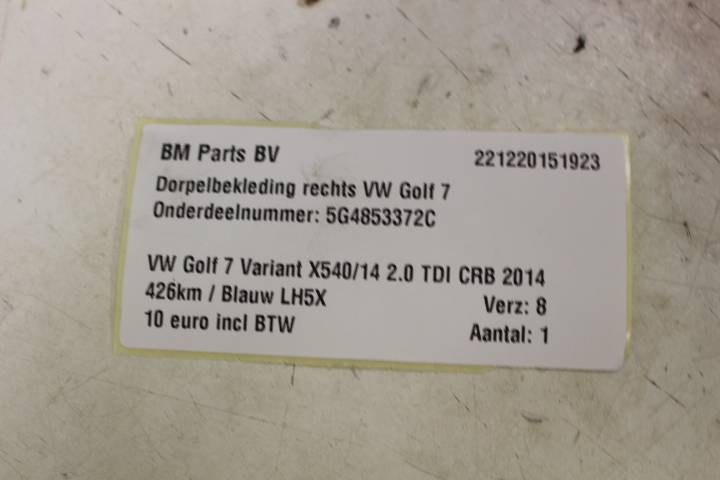 BM Parts BV 221220151923
Dorpelbekleding rechts VW Golf 7
Onderdeelnummer: 5G4853372C
VW Golf 7 Variant X540/14 2.0 TDI CRB 2014
426km / Blauw LH5X Verz: 8
10 euro incl BTW Aantal: 1